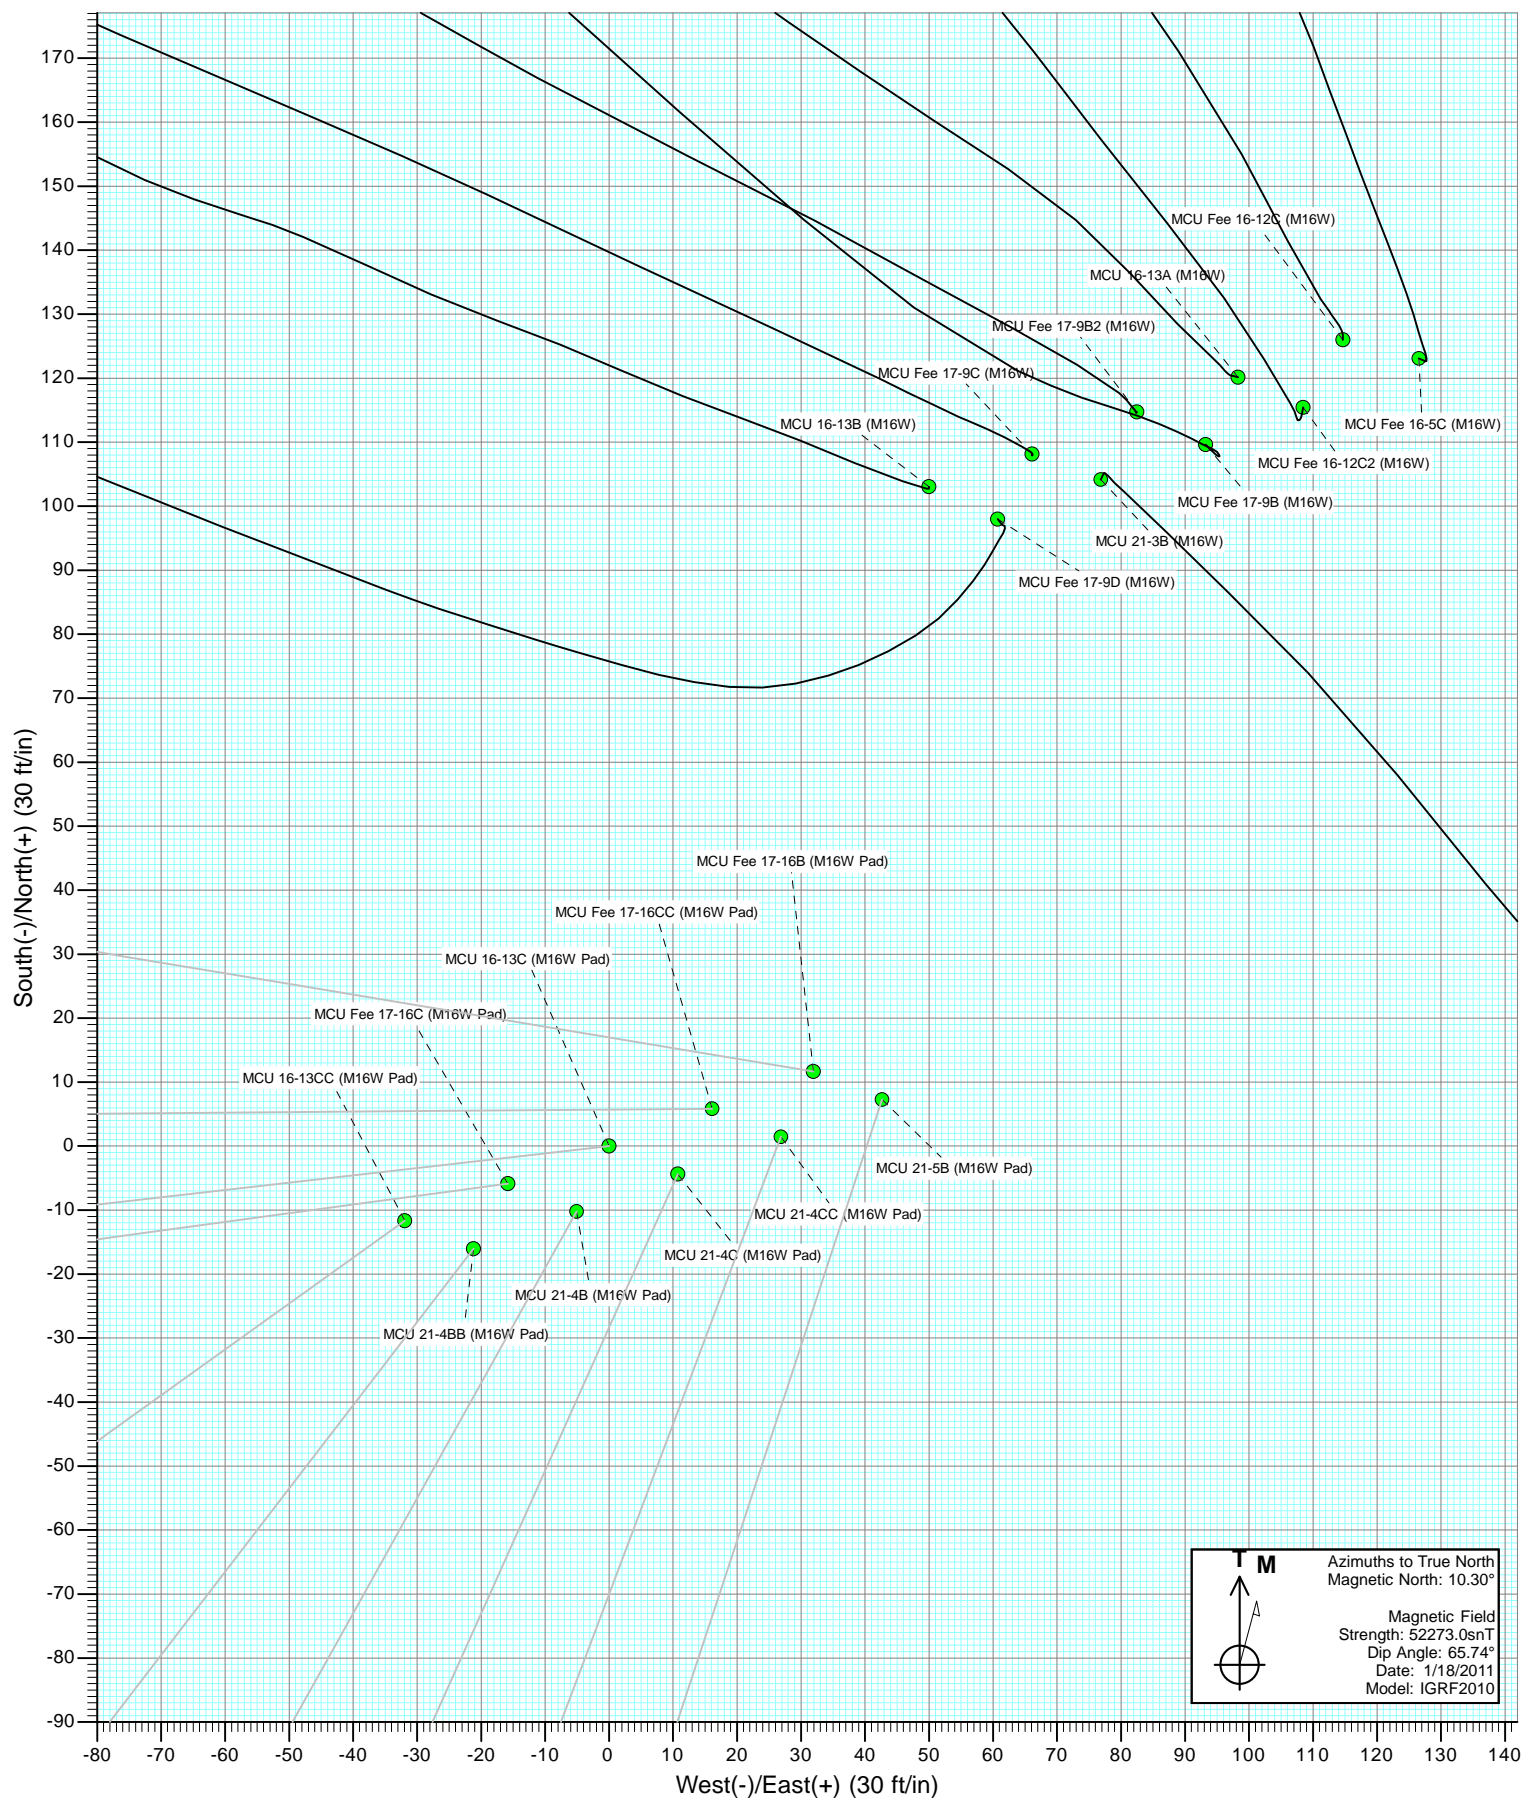 170
160
150
140
130
120
110
100
90
80
70
60
50
40
30
20
10
0
-10
-20
-30
-40
-50
-60
-70
-80
-90
South(-)/North(+) (30 ft/in)
MCU Fee 16-12C (M16W)
MCU 16-13A (M16W)
MCU Fee 17-9B2 (M16W)
MCU Fee 17-9C (M16W)
MCU 16-13B (M16W)
MCU Fee 16-5C (M16W)
MCU Fee 16-12C2 (M16W)
MCU Fee 17-9B (M16W)
MCU 21-3B (M16W)
MCU Fee 17-9D (M16W)
MCU Fee 17-16B (M16W Pad)
MCU Fee 17-16CC (M16W Pad)
MCU 16-13C (M16W Pad)
MCU Fee 17-16C (M16W Pad)
MCU 16-13CC (M16W Pad)
MCU 21-5B (M16W Pad)
MCU 21-4CC (M16W Pad)
MCU 21-4C (M16W Pad)
MCU 21-4B (M16W Pad)
MCU 21-4BB (M16W Pad)
T M
Azimuths to True North
Magnetic North: 10.30°
Magnetic Field
Strength: 52273.0snT
Dip Angle: 65.74°
Date: 1/18/2011
Model: IGRF2010
-80 -70 -60 -50 -40 -30 -20 -10 0 10 20 30 40 50 60 70 80 90 100 110 120 130 140
West(-)/East(+) (30 ft/in)